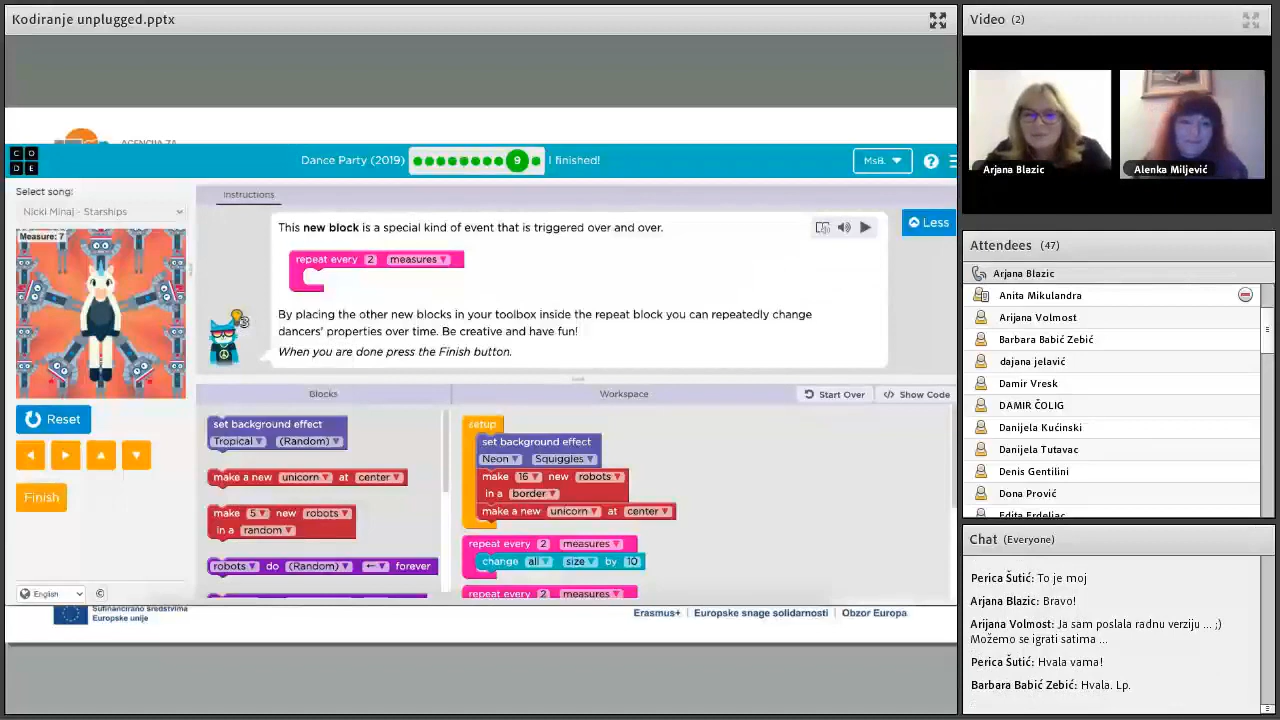 Kodiranje unplugged.pptx
AGENCIJA ZA
C O
D E
Dance Party (2019)
9
I finished!
MsB.
?
Select song:
Nicki Minaj - Starships
Measure: 7
Reset
Finish
English
©
Instructions
This new block is a special kind of event that is triggered over and over.
repeat every 2 measures
By placing the other new blocks in your toolbox inside the repeat block you can repeatedly change
dancers' properties over time. Be creative and have fun!
When you are done press the Finish button.
Less
Blocks
Workspace
Start Over
</> Show Code
set background effect
Tropical (Random)
make a new unicorn at center
make 5 new robots
in a random
robots do (Random) ← forever
setup
set background effect
Neon Squiggles
make 16 new robots
in a border
make a new unicorn at center
repeat every 2 measures
change all size by 10
repeat every 2 measures
Sufinancirano sredstvima
Europske unije
Erasmus+ | Europske snage solidarnosti | Obzor Europa
Video (2)
Arjana Blazic
Alenka Miljević
Attendees (47)
Arjana Blazic
Anita Mikulandra
Arijana Volmost
Barbara Babić Zebić
dajana jelavić
Damir Vresk
DAMIR ČOLIG
Danijela Kućinski
Danijela Tutavac
Denis Gentilini
Dona Prović
Edita Erdeljac
Chat (Everyone)
Perica Šutić: To je moj
Arjana Blazic: Bravo!
Arijana Volmost: Ja sam poslala radnu verziju ... ;)
Možemo se igrati satima ...
Perica Šutić: Hvala vama!
Barbara Babić Zebić: Hvala. Lp.